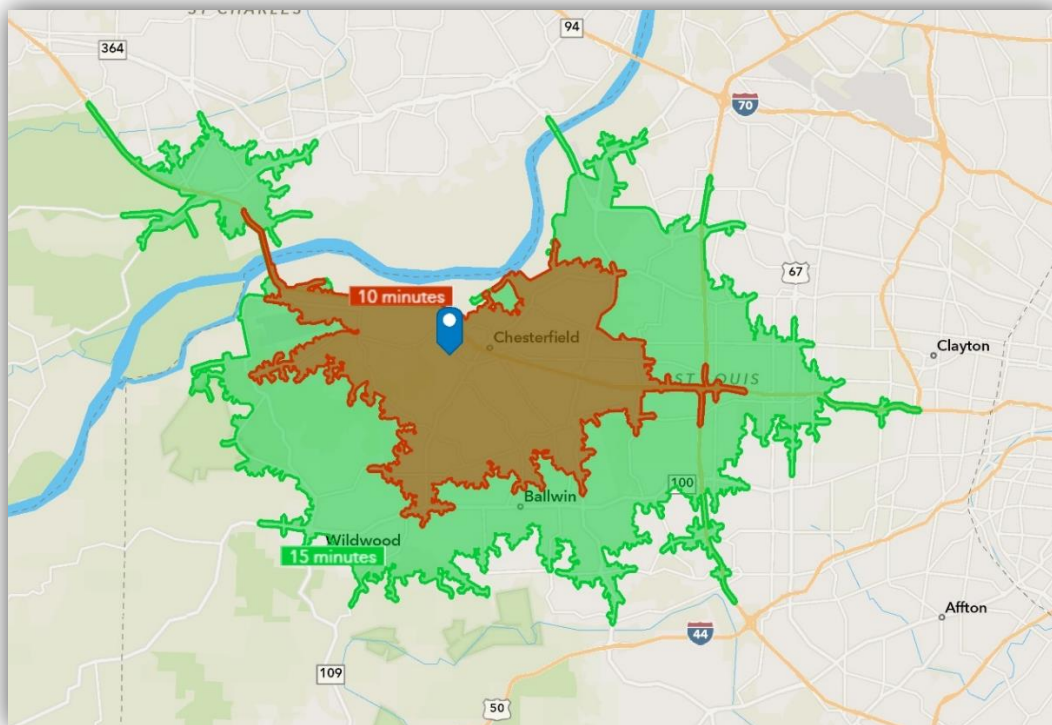 ST CHARLES
364
94
70
67
10 minutes
Chesterfield
Clayton
ST LOUIS
100
Ballwin
Wildwood
15 minutes
Affton
44
109
50